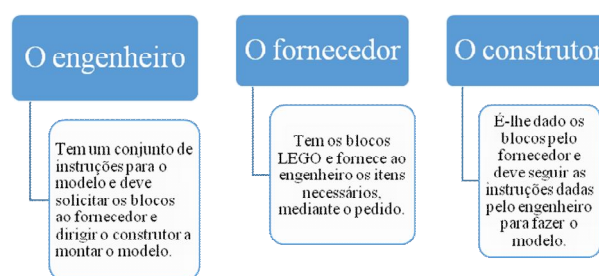 O engenheiro
Tem um conjunto de
instruções para o
modelo e deve
solicitar os blocos
ao fornecedor e
dirigir o construtor a
montar o modelo.
O fornecedor
Tem os blocos
LEGO e fornece ao
engenheiro os itens
necessários,
mediante o pedido.
O construtor
É-lhe dado os
blocos pelo
fornecedor e
deve seguir as
instruções dadas
pelo engenheiro
para fazer o
modelo.